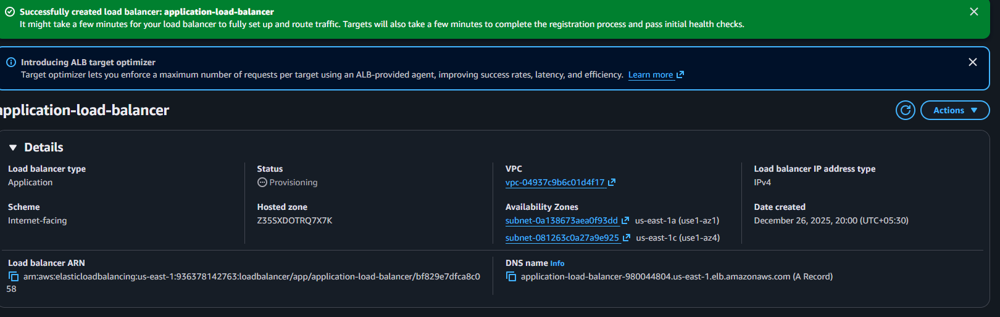 Successfully created load balancer: application-load-balancer
It might take a few minutes for your load balancer to fully set up and route traffic. Targets will also take a few minutes to complete the registration process and pass initial health checks.
Introducing ALB target optimizer
Target optimizer lets you enforce a maximum number of requests per target using an ALB-provided agent, improving success rates, latency, and efficiency. Learn more
application-load-balancer
Actions
Details
Load balancer type
Application
Status
Provisioning
VPC
vpc-04937c9b6c01d4f17
Load balancer IP address type
IPv4
Scheme
Internet-facing
Hosted zone
Z35SXDOTRQ7X7K
Availability Zones
subnet-0a138673aea0f93dd us-east-1a (use1-az1)
subnet-081263c0a27a9e925 us-east-1c (use1-az4)
Date created
December 26, 2025, 20:00 (UTC+05:30)
Load balancer ARN
arn:aws:elasticloadbalancing:us-east-1:936378142763:loadbalancer/app/application-load-balancer/bf829e7dfca8c0
58
DNS name Info
application-load-balancer-980044804.us-east-1.elb.amazonaws.com (A Record)